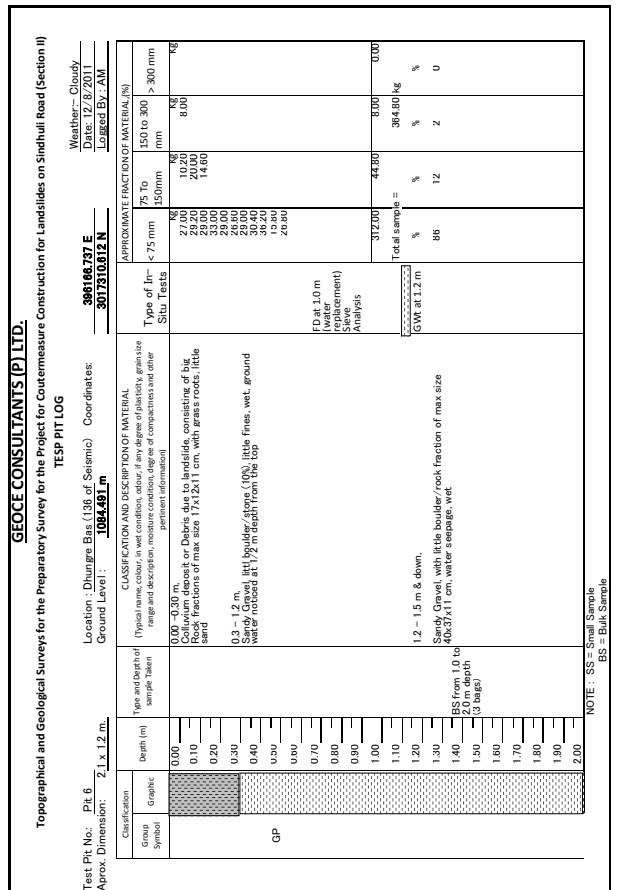 GEOCE CONSULTANTS (P) LTD.
Topographical and Geological Surveys for the Preparatory Survey for the Project for Coutermeasure Construction for Landslides on Sindhuli Road (Section II)
TESP PIT LOG
Test Pit No.: Pit 6
Location : Dhungre Bas (136 of Seismic) Coordinates: 396166.737 E
Weather:- Cloudy
Aprox. Dimension: 2.1 x 1.2 m.
Ground Level : 1084.491 m
3017310.612 N
Date: 12/8/2011
Logged By : AM
Classification
Group Symbol
Graphic
Depth (m)
Type and Depth of sample Taken
CLASSIFICATION AND DESCRIPTION OF MATERIAL
(Typical name, colour, in wet condition, odour, if any degree of plasticity, grain size
range and description, moisture condition, degree of compactness and other
pertinent information)
Type of In-Situ Tests
APPROXIMATE FRACTION OF MATERIAL,(%)
< 75 mm
75 To 150mm
150 to 300 mm
> 300 mm
Kg Kg Kg Kg
GP
0.00
0.10
0.20
0.30
0.40
0.50
0.60
0.70
0.80
0.90
1.00
1.10
1.20
1.30
1.40
1.50
1.60
1.70
1.80
1.90
2.00
BS from 1.0 to
2.0 m depth
(3 bags)
0.00 -0.30 m,
Colluvium deposit or Debris due to landslide, consisting of big
Rock fractions of max size 17x12x11 cm, with grass roots, little
sand
0.3 - 1.2 m,
Sandy Gravel, littl boulder/stone (10%), little fines, wet, ground
water noticed at 1/2 m depth from the top
1.2 - 1.5 m & down,
Sandy Gravel, with little boulder/rock fraction of max size
40x37x11 cm, water seepage, wet
FD at 1.0 m
(water
replacement)
Sieve
Analysis
GWt at 1.2 m
27.00 10.20 8.00
29.20 20.00
29.00 14.60
33.00
29.00
26.60
29.00
30.40
36.20
15.80
26.80
312.00 44.80 8.00 0.00
Total sample = 364.80 kg
% % % %
86 12 2 0
NOTE : SS = Small Sample
BS = Bulk Sample